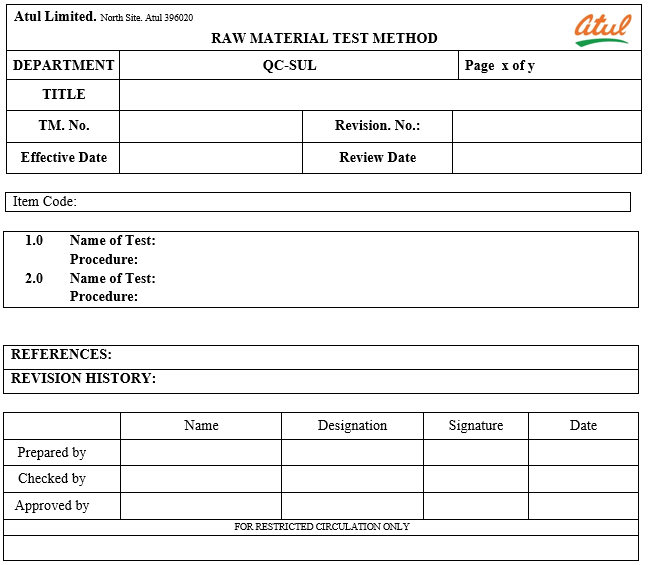 Atul Limited. North Site. Atul 396020
atul
RAW MATERIAL TEST METHOD
DEPARTMENT QC-SUL Page x of y
TITLE
TM. No. Revision. No.:
Effective Date Review Date
Item Code:
1.0 Name of Test:
Procedure:
2.0 Name of Test:
Procedure:
REFERENCES:
REVISION HISTORY:
Name Designation Signature Date
Prepared by
Checked by
Approved by
FOR RESTRICTED CIRCULATION ONLY